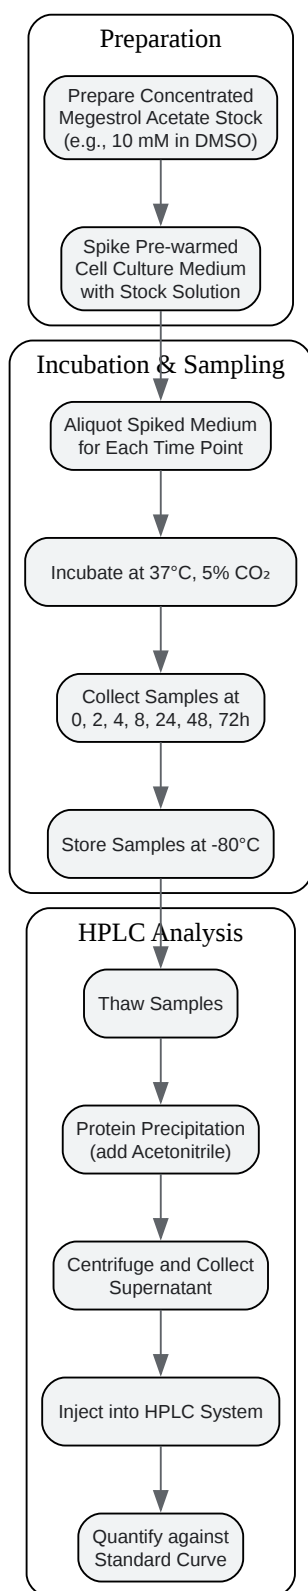 Preparation
Prepare Concentrated
Megestrol Acetate Stock
(e.g., 10 mM in DMSO)
Spike Pre-warmed
Cell Culture Medium
with Stock Solution
Incubation & Sampling
Aliquot Spiked Medium
for Each Time Point
Incubate at 37°C, 5% CO₂
Collect Samples at
0, 2, 4, 8, 24, 48, 72h
Store Samples at -80°C
HPLC Analysis
Thaw Samples
Protein Precipitation
(add Acetonitrile)
Centrifuge and Collect
Supernatant
Inject into HPLC System
Quantify against
Standard Curve